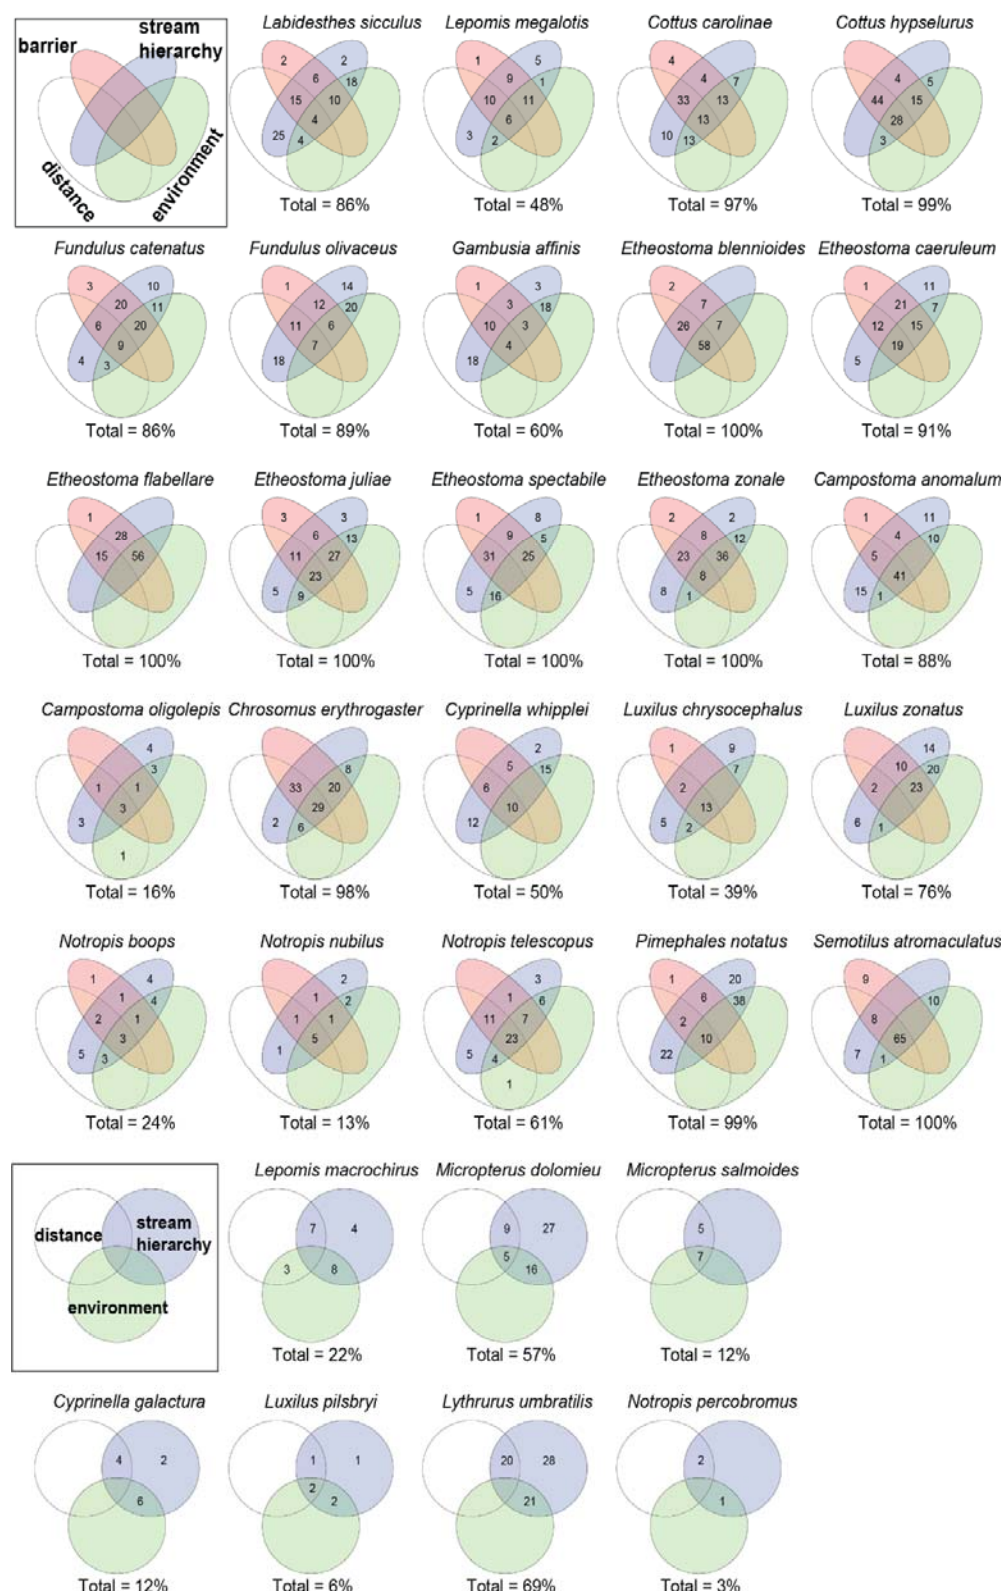 barrier
stream
hierarchy
distance
environment
Labidesthes sicculus
2 2
6 18
15 10
4
25 4
Total = 86%
Lepomis megalotis
1 5
9 1
10 11
6
3 2
Total = 48%
Cottus carolinae
4
4 7
33 13
13
10 13
Total = 97%
Cottus hypselurus
4 5
44 15
28
3
Total = 99%
Fundulus catenatus
3 10
20 11
6 20
9
4 3
Total = 86%
Fundulus olivaceus
1 14
12 20
11 6
7
18
Total = 89%
Gambusia affinis
1 3
3 18
10 3
4
18
Total = 60%
Etheostoma blennioides
2
7
26 7
58
Total = 100%
Etheostoma caeruleum
1 11
21 7
12 15
19
5
Total = 91%
Etheostoma flabellare
1
28
15 56
Total = 100%
Etheostoma juliae
3 3
6 13
11 27
23
5 9
Total = 100%
Etheostoma spectabile
1 8
9 5
31 25
5 16
Total = 100%
Etheostoma zonale
2 2
8 12
23 36
8
8 1
Total = 100%
Campostoma anomalum
1 11
4 10
5
41
15 1
Total = 88%
Campostoma oligolepis
4
3
1 1
3
3
1
Total = 16%
Chrosomus erythrogaster
8
33 20
29
2 6
Total = 98%
Cyprinella whipplei
2
5 15
6
10
12
Total = 50%
Luxilus chrysocephalus
1 9
7
2
13
5 2
Total = 39%
Luxilus zonatus
14
10 20
2 23
6 1
Total = 76%
Notropis boops
1 4
1 4
2 1
3
5 3
Total = 24%
Notropis nubilus
2
1 2
1 1
5
1
Total = 13%
Notropis telescopus
3
1 6
11 7
23
5 4
1
Total = 61%
Pimephales notatus
1 20
6 38
2
10
22
Total = 99%
Semotilus atromaculatus
9
10
8
65
7 1
Total = 100%
distance
stream
hierarchy
environment
Lepomis macrochirus
7 4
3 8
Total = 22%
Micropterus dolomieu
9 27
5
16
Total = 57%
Micropterus salmoides
5
7
Total = 12%
Cyprinella galactura
4 2
6
Total = 12%
Luxilus pilsbryi
1 1
2
2
Total = 6%
Lythrurus umbratilis
20 28
21
Total = 69%
Notropis percobromus
2
1
Total = 3%